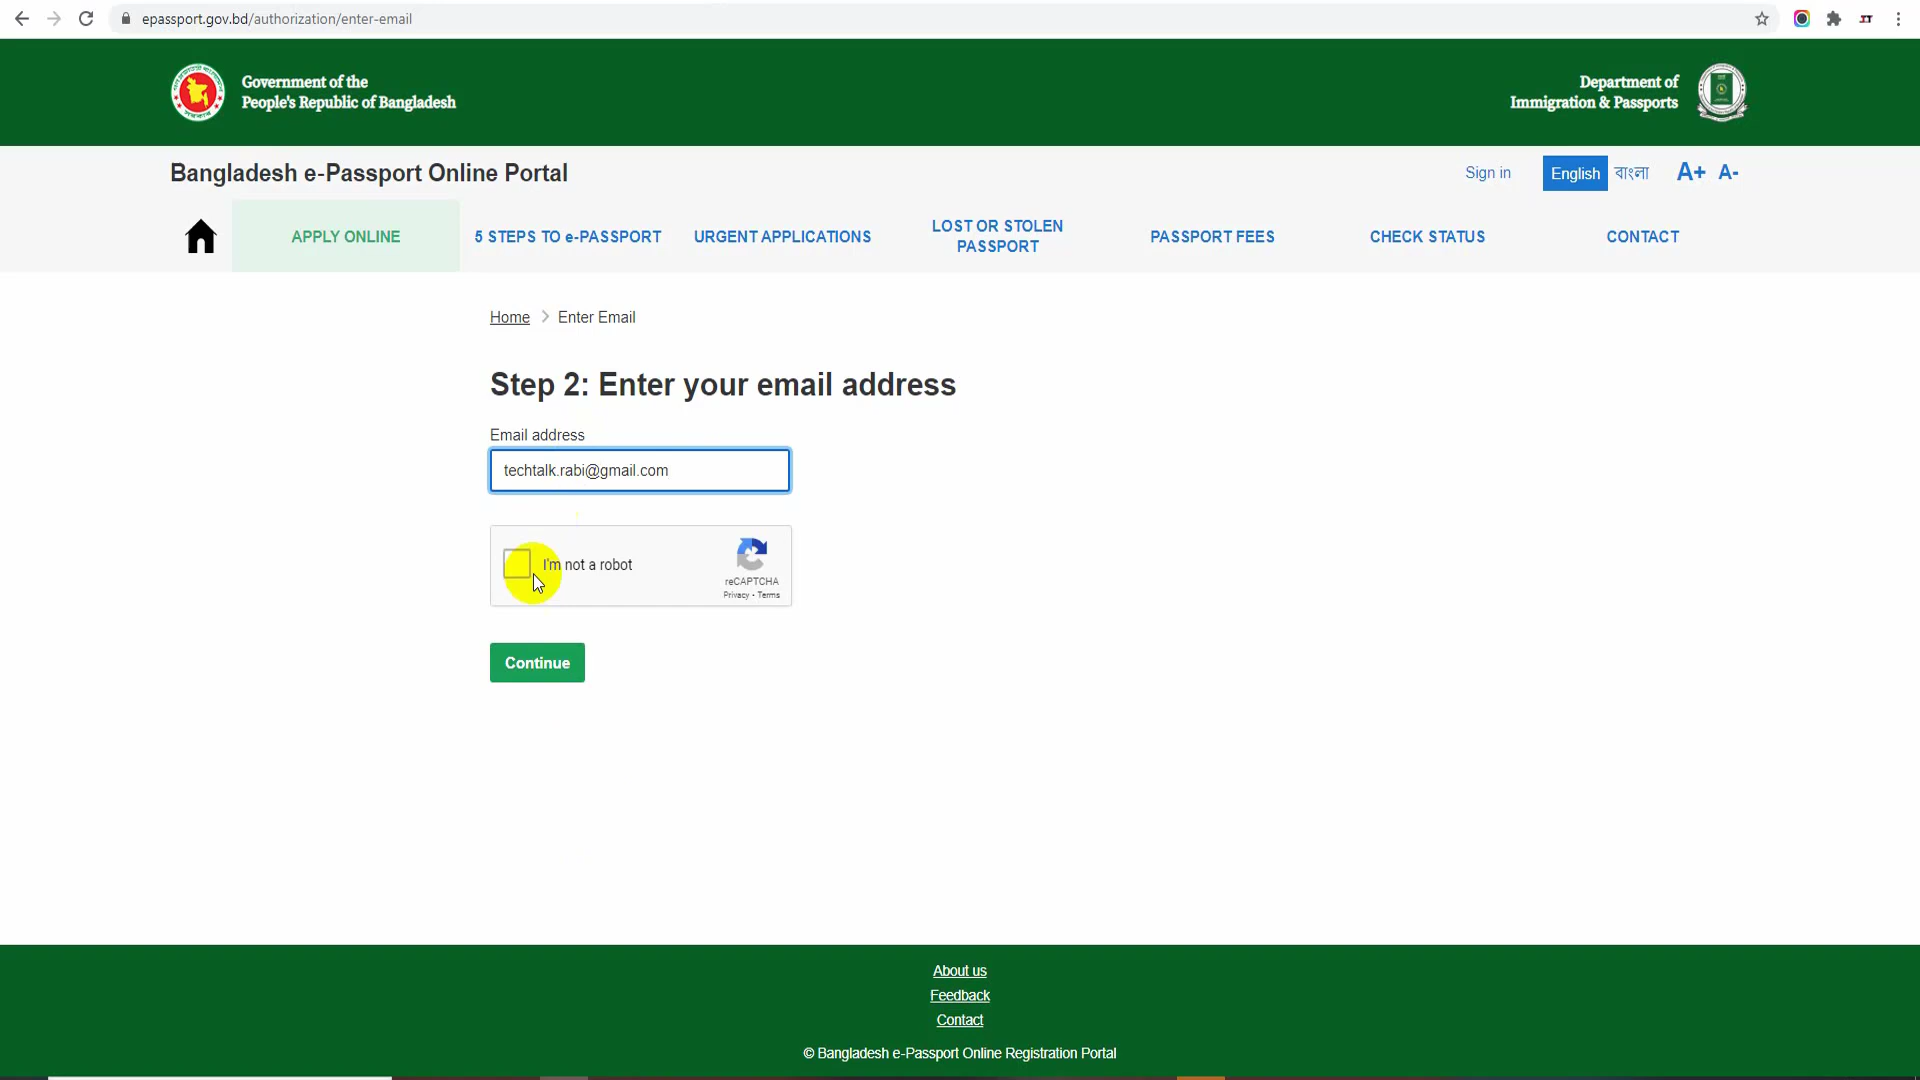 epassport.gov.bd/authorization/enter-email
Government of the
People's Republic of Bangladesh
Department of
Immigration & Passports
Bangladesh e-Passport Online Portal
Sign in
English
বাংলা
A+
A-
APPLY ONLINE
5 STEPS TO e-PASSPORT
URGENT APPLICATIONS
LOST OR STOLEN
PASSPORT
PASSPORT FEES
CHECK STATUS
CONTACT
Home
Enter Email
Step 2: Enter your email address
Email address
techtalk.rabi@gmail.com
I'm not a robot
reCAPTCHA
Privacy - Terms
Continue
About us
Feedback
Contact
© Bangladesh e-Passport Online Registration Portal